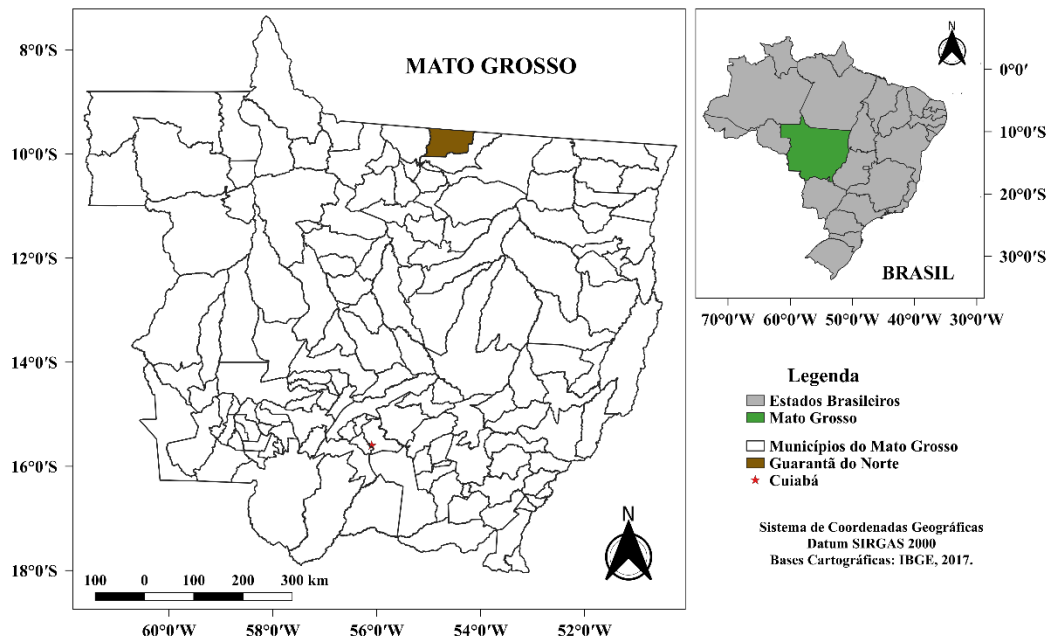 MATO GROSSO
8°0'S
10°0'S
12°0'S
14°0'S
16°0'S
18°0'S
60°0'W
58°0'W
56°0'W
54°0'W
52°0'W
100
0
100
200
300 km
N
N
0°0'
10°0'S
20°0'S
30°0'S
BRASIL
70°0'W
60°0'W
50°0'W
40°0'W
30°0'W
Legenda
Estados Brasileiros
Mato Grosso
Municípios do Mato Grosso
Guarantã do Norte
Cuiabá
Sistema de Coordenadas Geográficas
Datum SIRGAS 2000
Bases Cartográficas: IBGE, 2017.